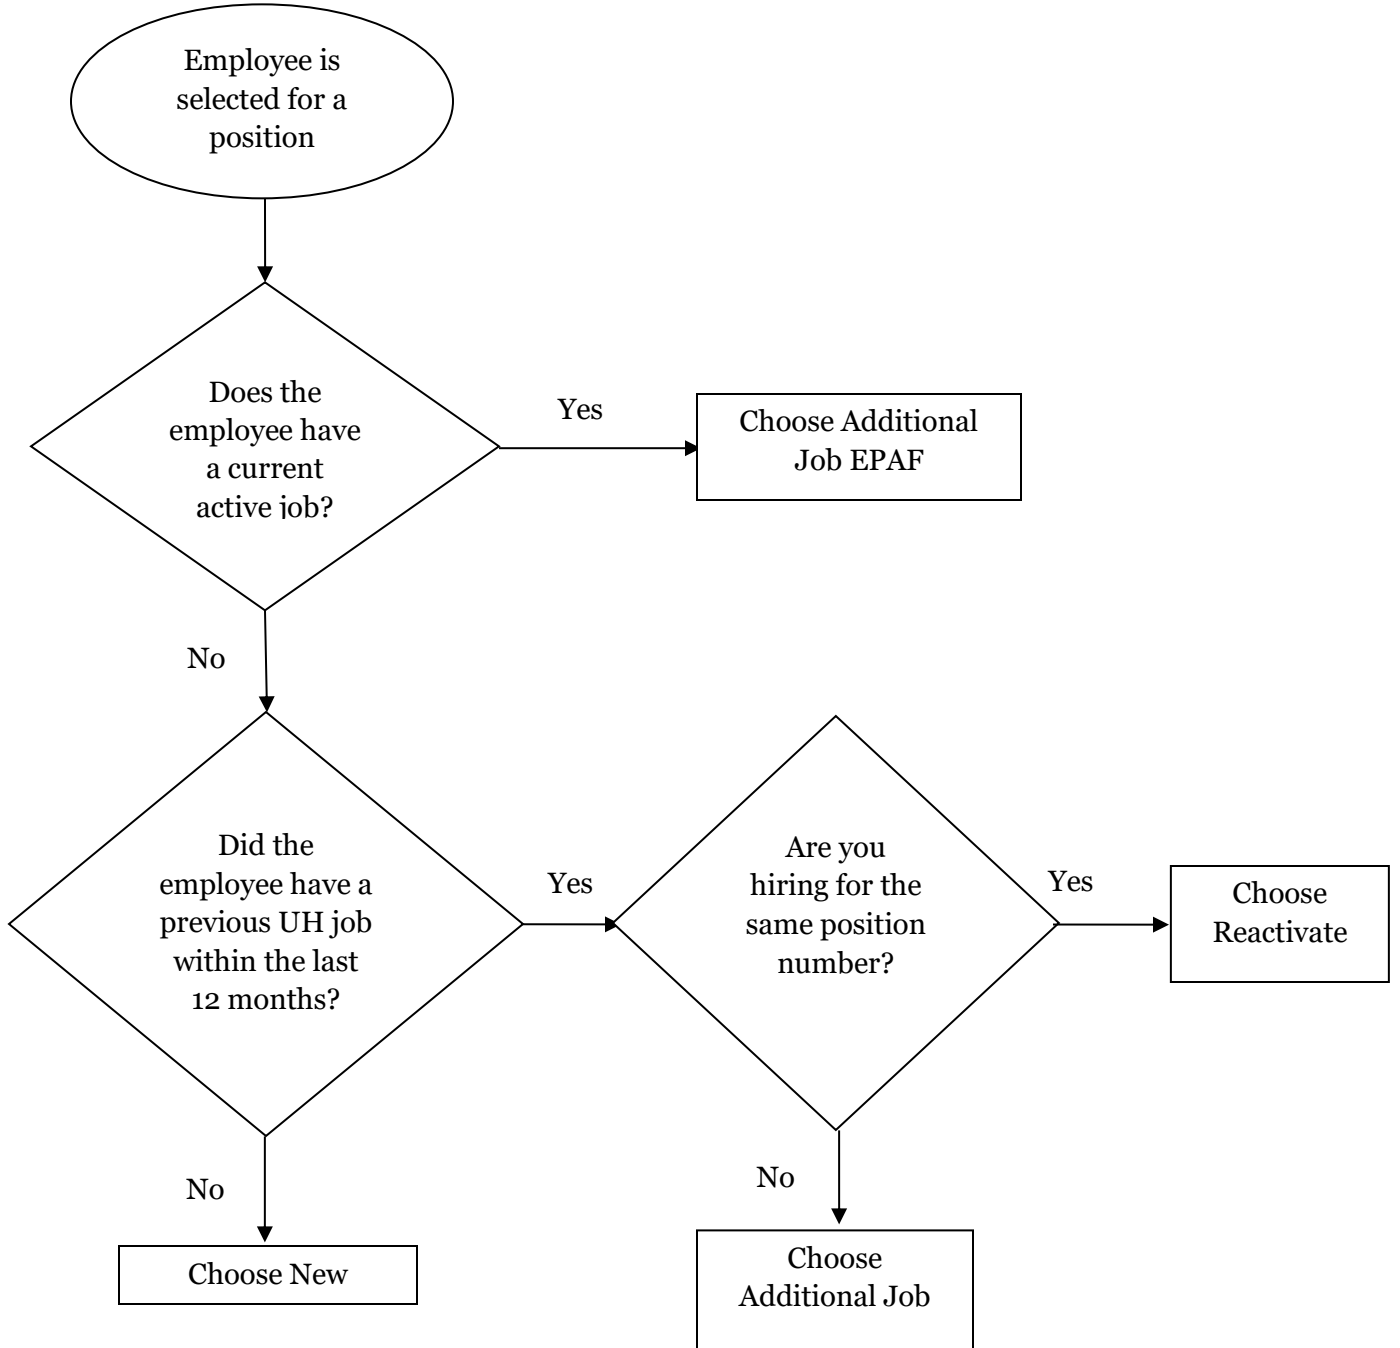 Employee is
selected for a
position
Does the
employee have
a current
active job?
Yes
Choose Additional
Job EPAF
No
Did the
employee have a
previous UH job
within the last
12 months?
Yes
Are you
hiring for the
same position
number?
Yes
Choose
Reactivate
No
Choose New
No
Choose
Additional Job